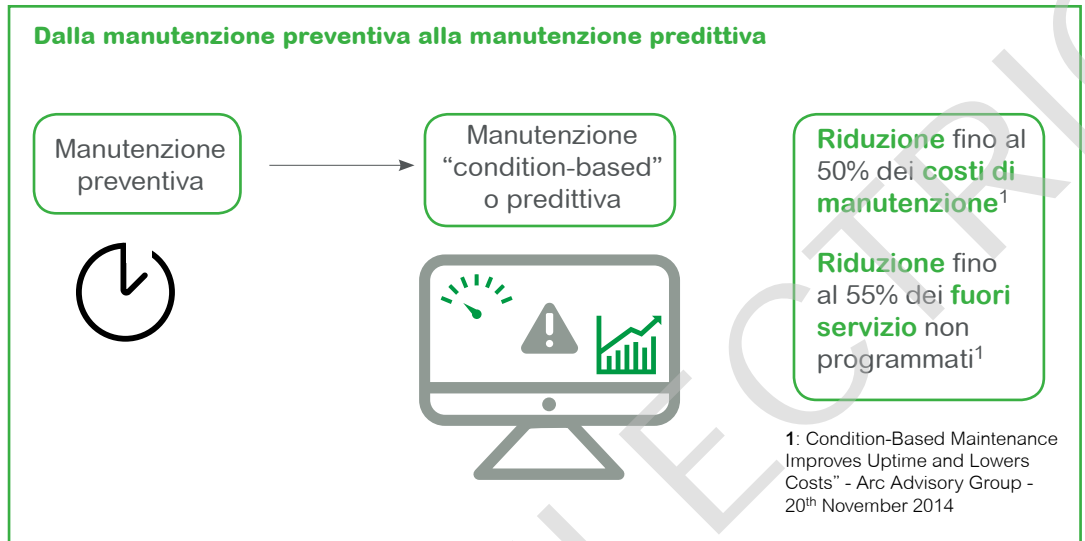 Dalla manutenzione preventiva alla manutenzione predittiva
Manutenzione
preventiva
Manutenzione
“condition-based”
o predittiva
Riduzione fino al
50% dei costi di
manutenzione¹
Riduzione fino
al 55% dei fuori
servizio non
programmati¹
1: Condition-Based Maintenance
Improves Uptime and Lowers
Costs” - Arc Advisory Group -
20th November 2014